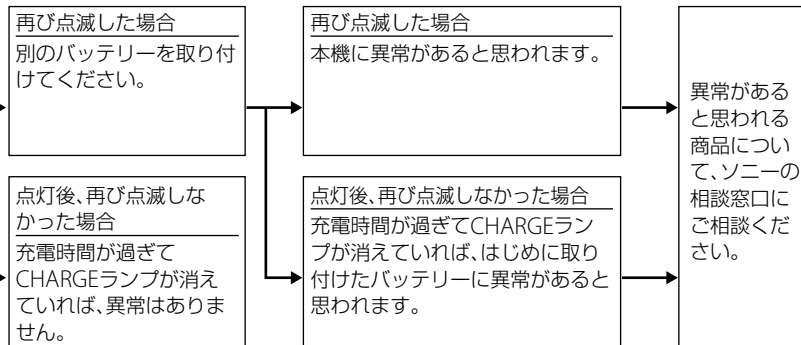 再び点滅した場合
別のバッテリーを取り付
けてください。
点灯後、再び点滅しな
かった場合
充電時間が過ぎて
CHARGEランプが消え
ていれば、異常はありま
せん。
再び点滅した場合
本機に異常があると思われます。
点灯後、再び点滅しなかった場合
充電時間が過ぎてCHARGEラン
プが消えていれば、はじめに取り
付けたバッテリーに異常があると
思われます。
異常がある
と思われる
商品につい
て、ソニーの
相談窓口に
ご相談くだ
さい。